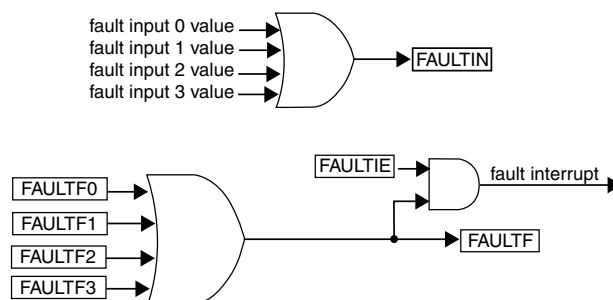 fault input 0 value
fault input 1 value
fault input 2 value
fault input 3 value
FAULTIN
FAULTIE
fault interrupt
FAULTF0
FAULTF1
FAULTF2
FAULTF3
FAULTF